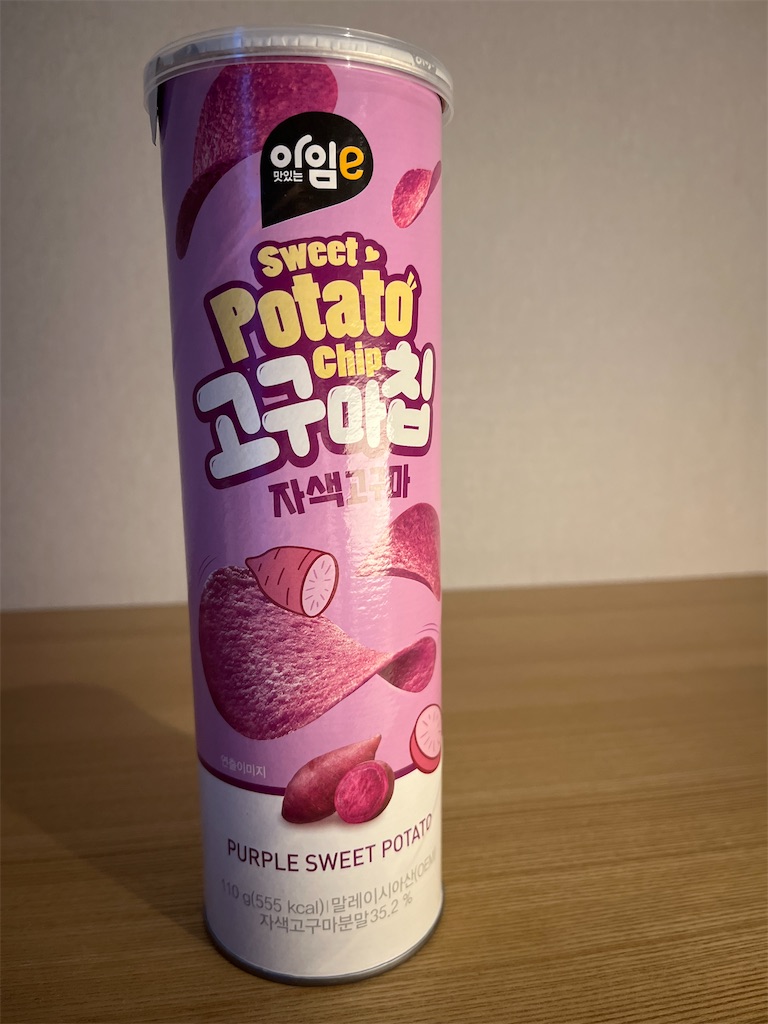 아임e
맛있는
Sweet
Potato
Chip
고구마칩
자색고구마
연출이미지
PURPLE SWEET POTATO
110 g(555 kcal)|말레이시아산(OEM)
자색고구마분말35.2 %